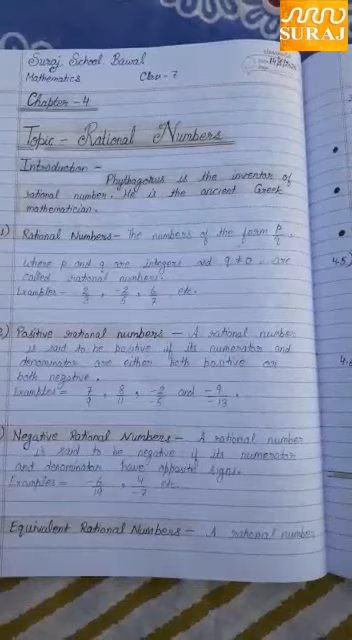 SURAJ
Suraj School Bawal
Mathematics Class-7
Chapter-4
Topic - Rational Numbers
Introduction -
Phythagorus is the inventor of
rational number. He is the ancient Greek
mathematician.
Rational Numbers - The numbers of the form p/q,
where p and q are integers and q ≠ 0, are
called rational numbers.
Examples - 2/3, -2/5, 6/7 etc.
Positive rational numbers - A rational number
is said to be positive if its numerator and
denominator are either both positive or
both negative.
Examples = 7/9, 8/11, -2/-5 and -9/-13.
Negative Rational Numbers - A rational number
is said to be negative if its numerator
and denominator have opposite signs.
Examples = -6/19, 4/-7 etc.
Equivalent Rational Numbers - A rational number
45)